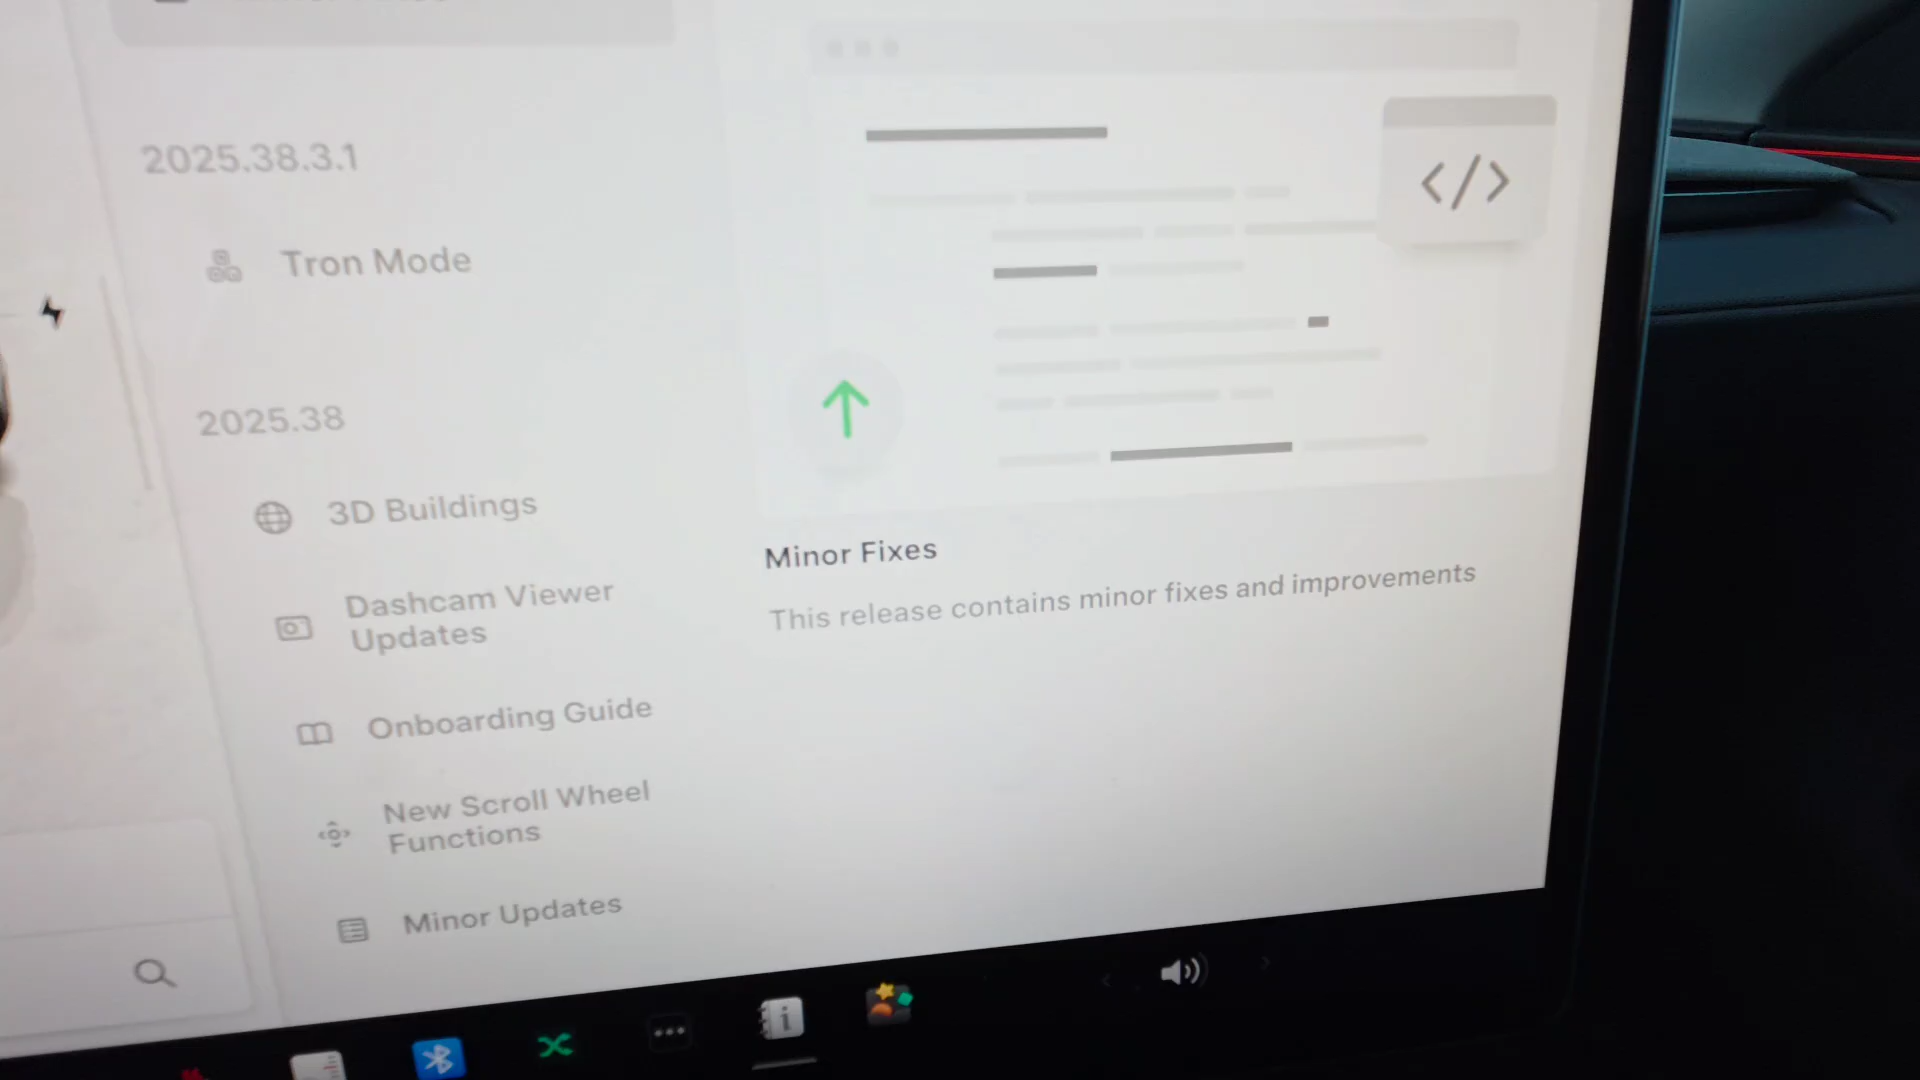 2025.38.3.1
Tron Mode
2025.38
3D Buildings
Dashcam Viewer
Updates
Onboarding Guide
New Scroll Wheel
Functions
Minor Updates
</>
Minor Fixes
This release contains minor fixes and improvements